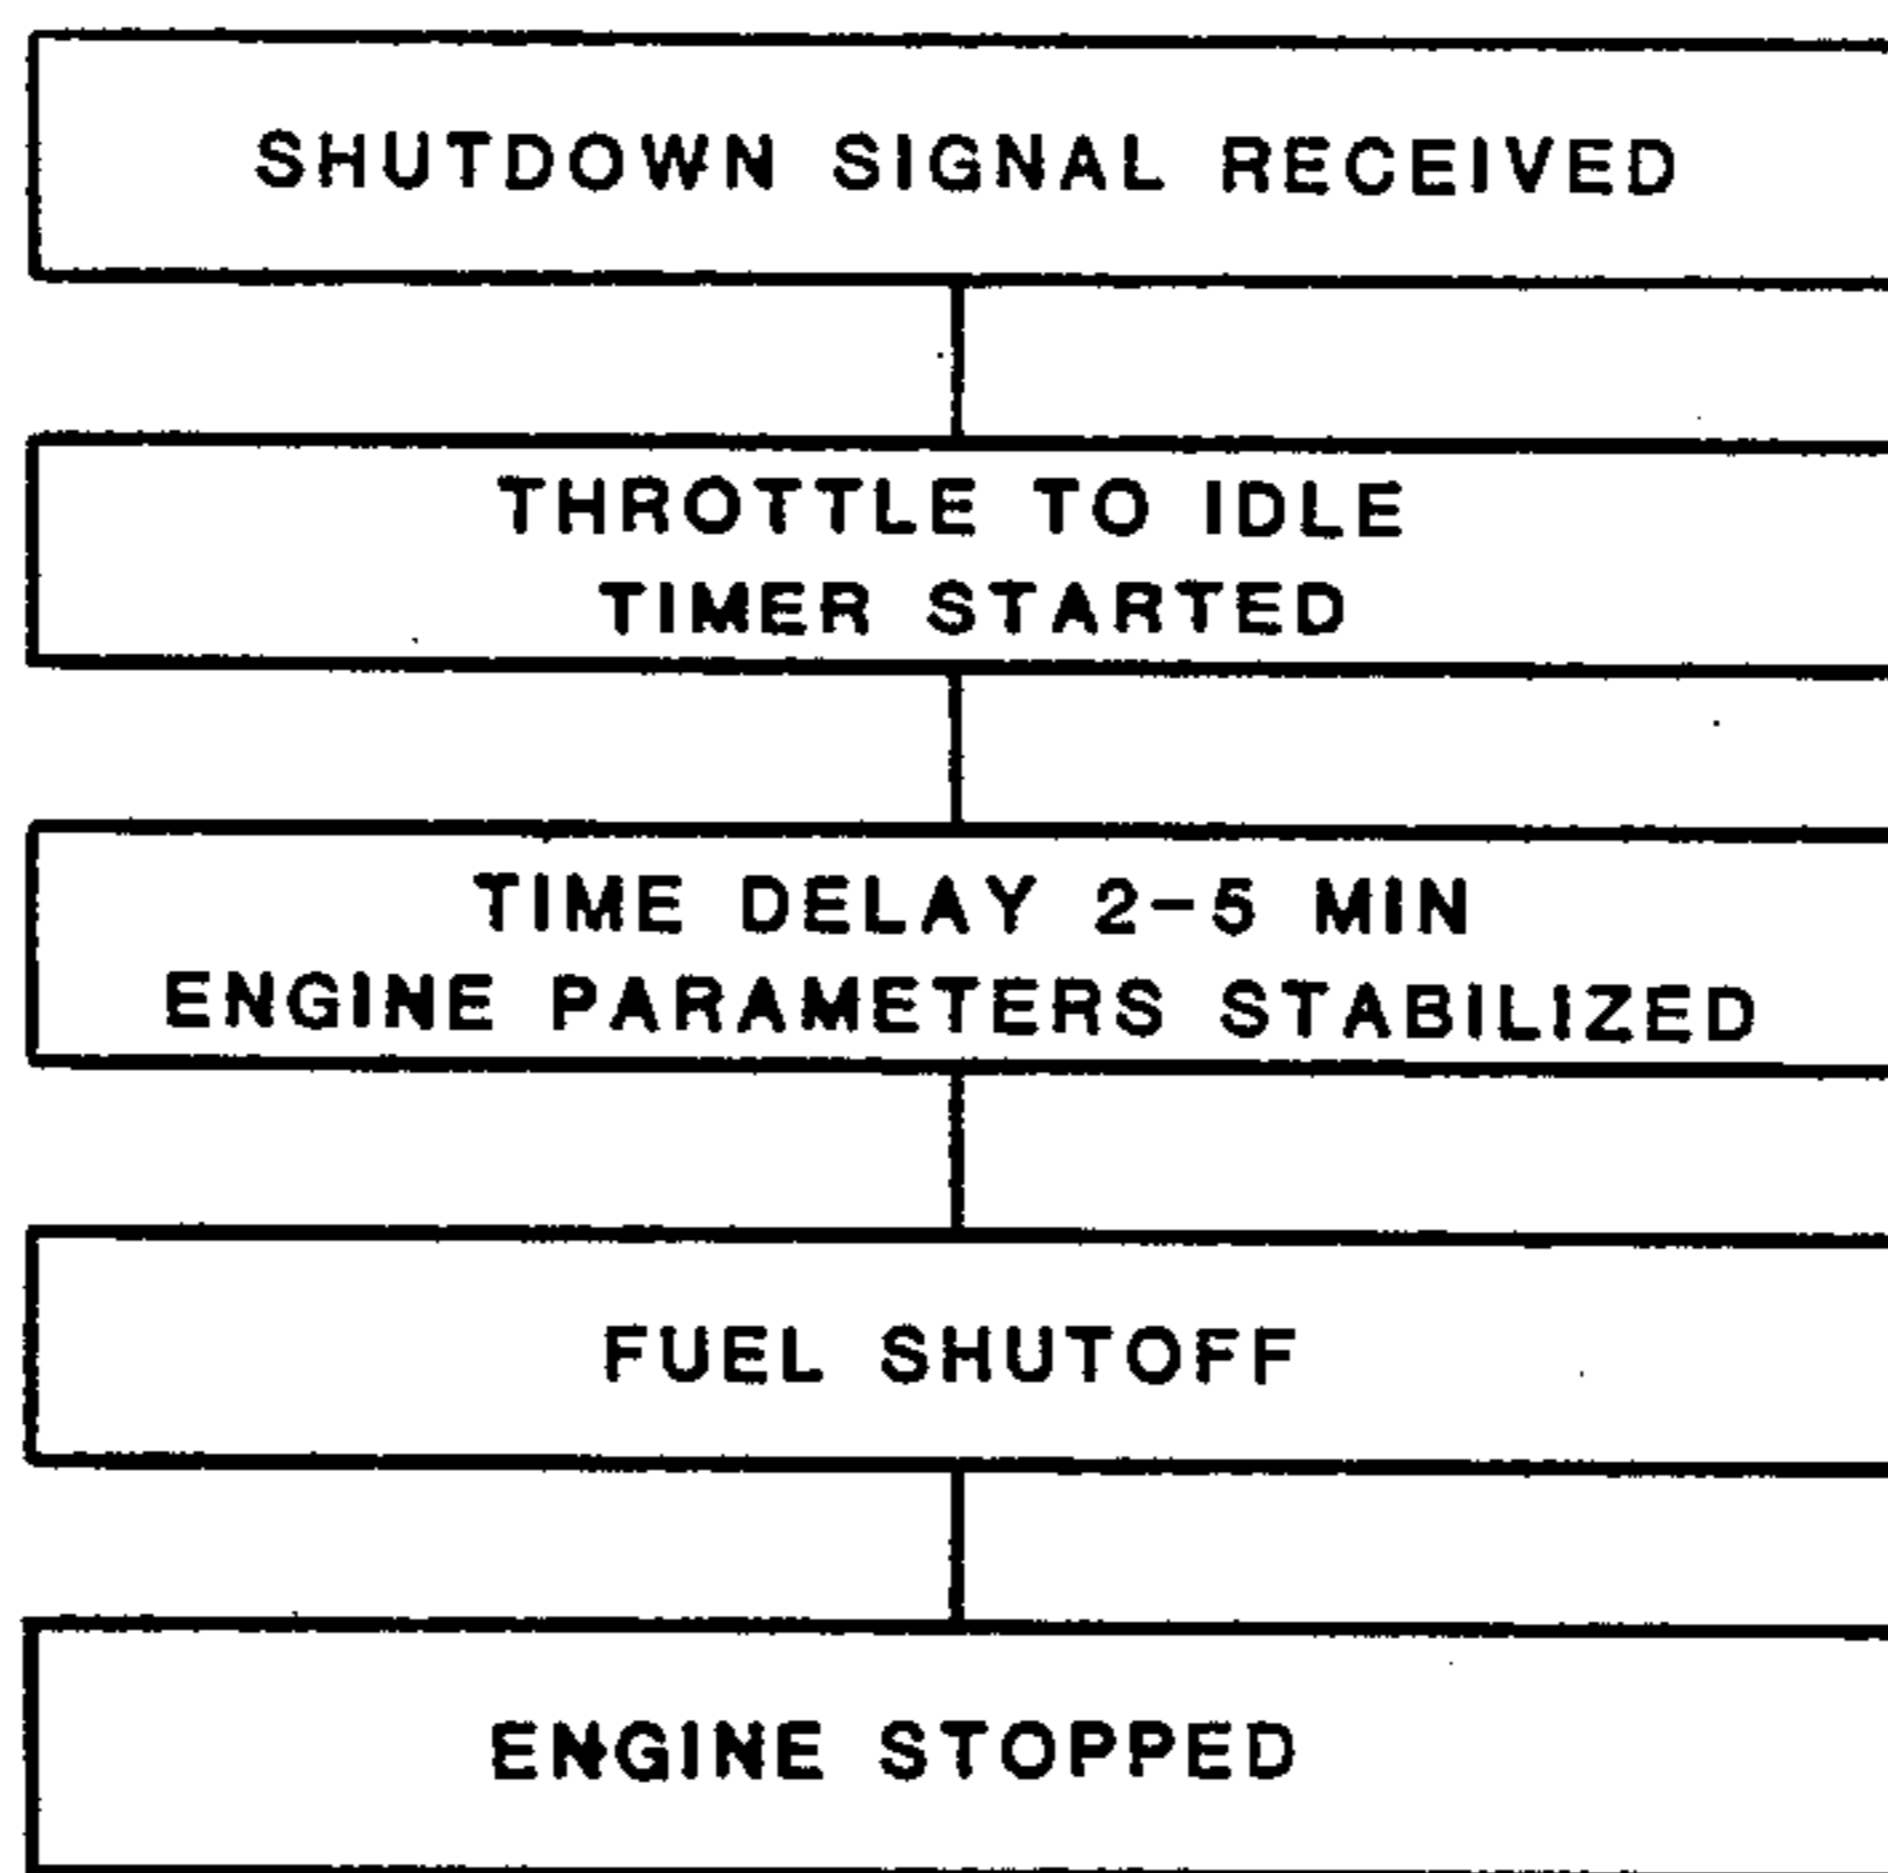 SHUTDOWN SIGNAL RECEIVED
THROTTLE TO IDLE
TIMER STARTED
TIME DELAY 2-5 MIN
ENGINE PARAMETERS STABILIZED
FUEL SHUTOFF
ENGINE STOPPED